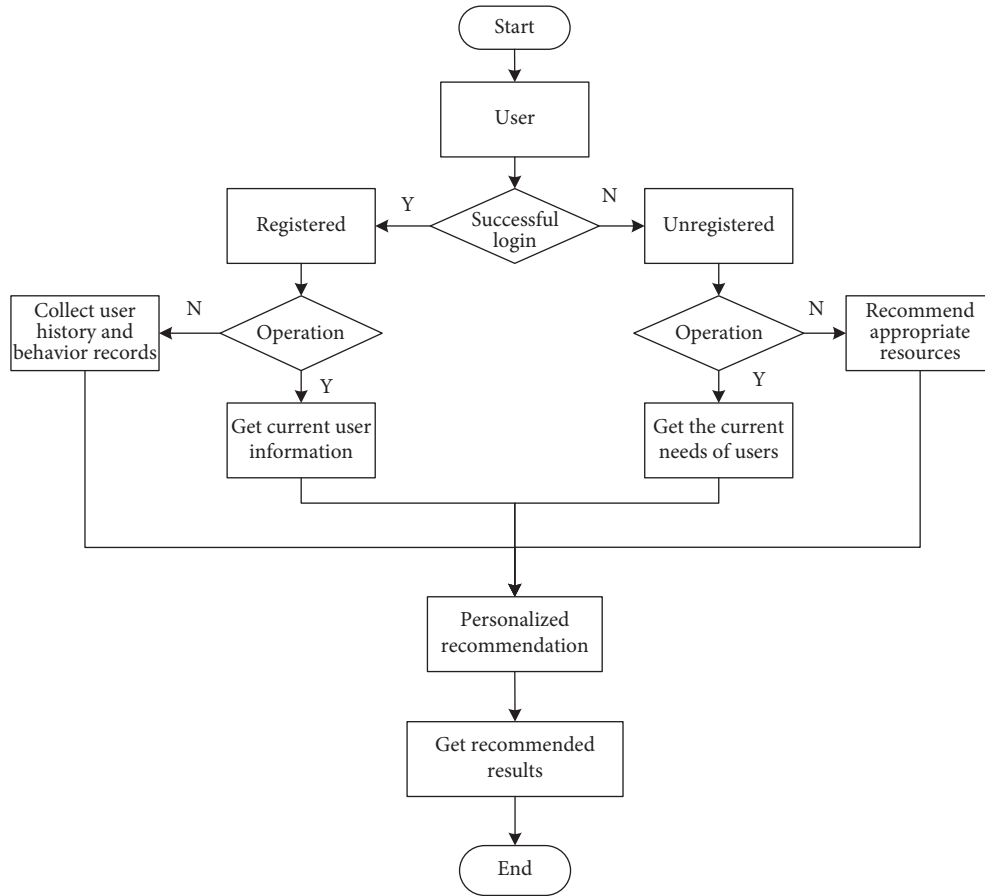 Start
User
Y
N
Registered
Successful
login
Unregistered
N
N
Collect user
history and
behavior records
Operation
Operation
Recommend
appropriate
resources
Y
Y
Get current user
information
Get the current
needs of users
Personalized
recommendation
Get recommended
results
End